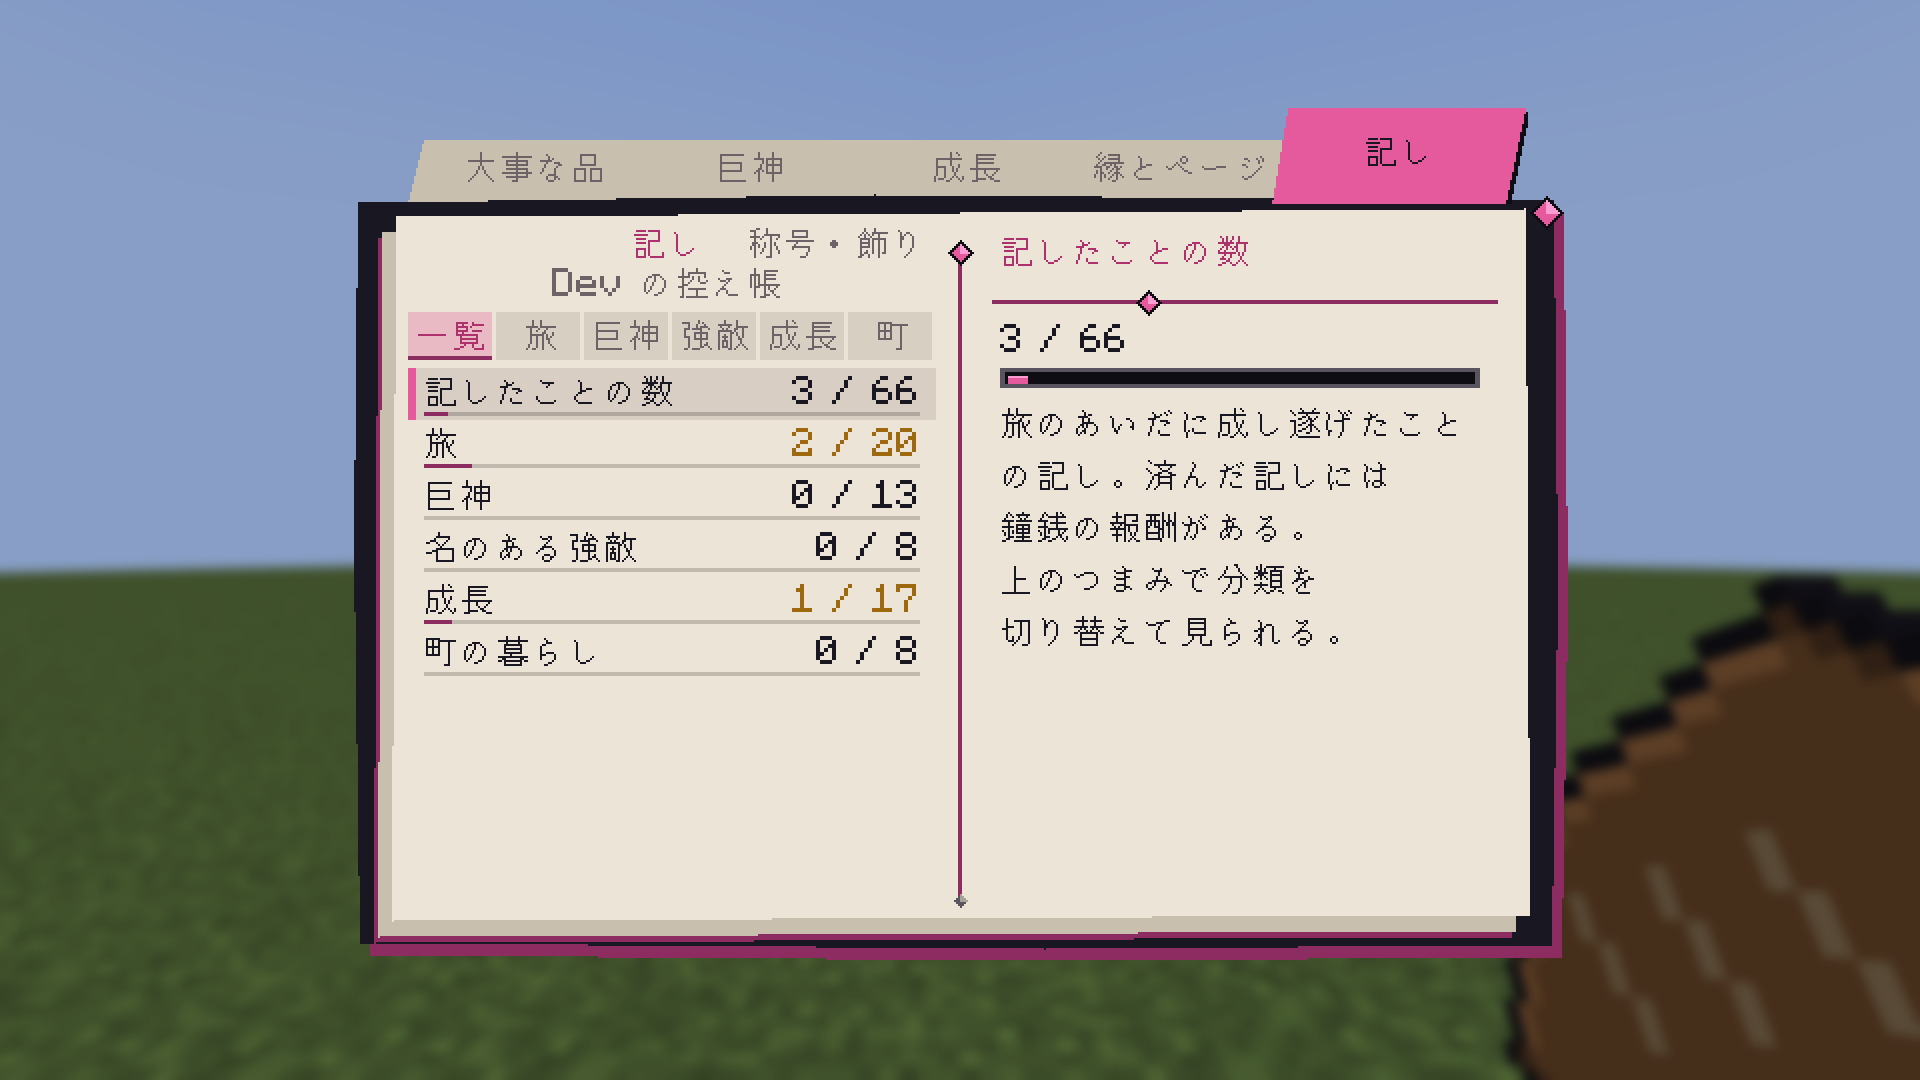 大事な品 巨神 成長 縁とページ 記し
記し 称号・飾り
Dev の控え帳
一覧 旅 巨神 強敵 成長 町
記したことの数 3 / 66
旅 2 / 20
巨神 0 / 13
名のある強敵 0 / 8
成長 1 / 17
町の暮らし 0 / 8
記したことの数
3 / 66
旅のあいだに成し遂げたこと
の記し。済んだ記しには
鐘銭の報酬がある。
上のつまみで分類を
切り替えて見られる。